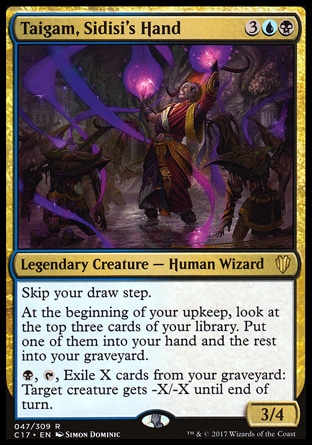 Taigam, Sidisi's Hand 3
Legendary Creature — Human Wizard
Skip your draw step.
At the beginning of your upkeep, look at
the top three cards of your library. Put
one of them into your hand and the rest
into your graveyard.
, , Exile X cards from your graveyard:
Target creature gets -X/-X until end of
turn.
3/4
047/309 R
C17 • EN Simon Dominic
™ & © 2017 Wizards of the Coast